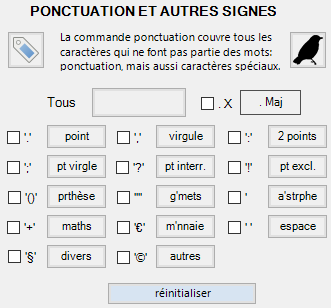 PONCTUATION ET AUTRES SIGNES
La commande ponctuation couvre tous les
caractères qui ne font pas partie des mots:
ponctuation, mais aussi caractères spéciaux.
Tous . X . Maj
'.' point ',' virgule ':' 2 points
';' pt virgle '?' pt interr. '!' pt excl.
'()' prthèse '"' g'mets ' a'strphe
'+' maths '€' m'nnaie ' ' espace
'§' divers '©' autres
réinitialiser